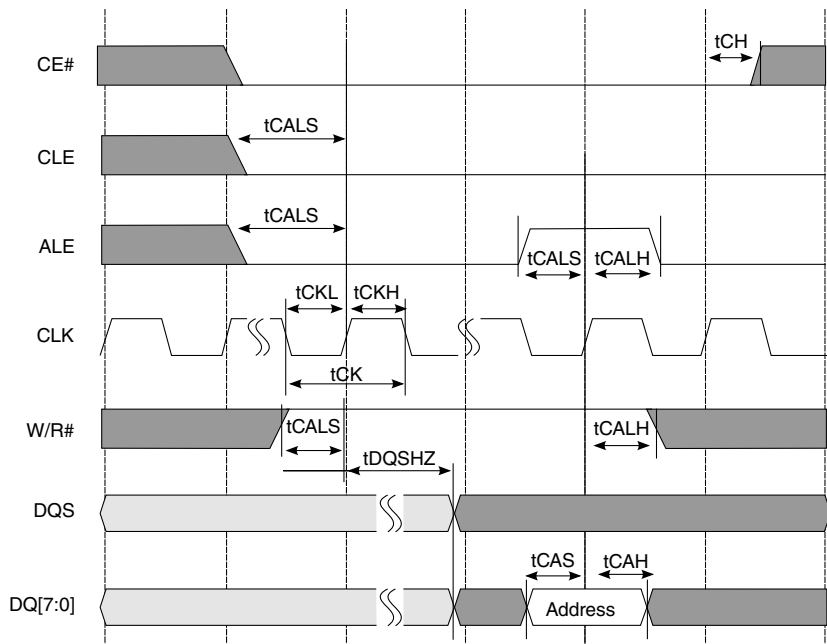 tCH
CE#
tCALS
CLE
tCALS
ALE
tCALS tCALH
tCKL tCKH
CLK
tCK
W/R#
tCALS tCALH
tDQSHZ
DQS
tCAS tCAH
DQ[7:0] Address